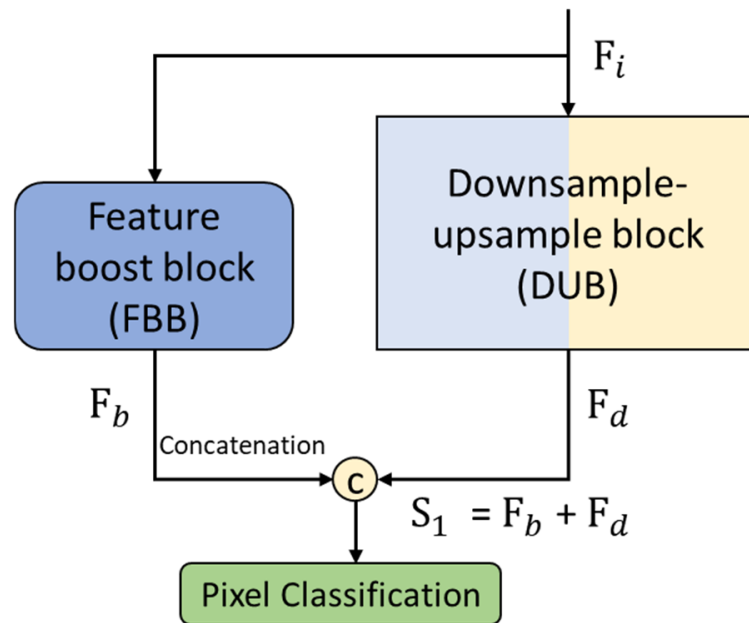 F_i
Downsample-
upsample block
(DUB)
Feature
boost block
(FBB)
F_b
F_d
Concatenation
c
S_1 = F_b + F_d
Pixel Classification